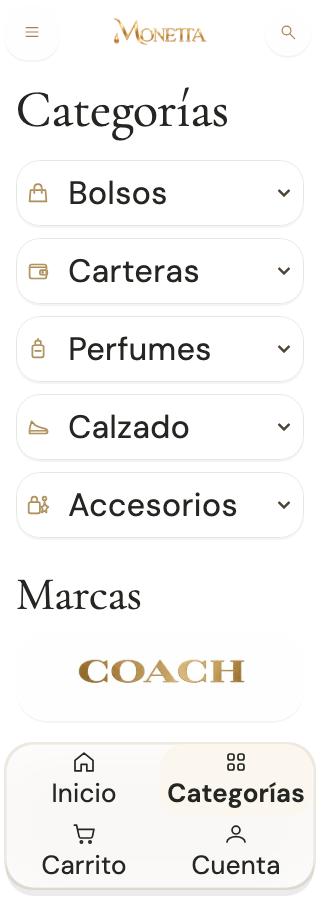 Monetta
Categorías
Bolsos
Carteras
Perfumes
Calzado
Accesorios
Marcas
COACH
Inicio
Categorías
Carrito
Cuenta